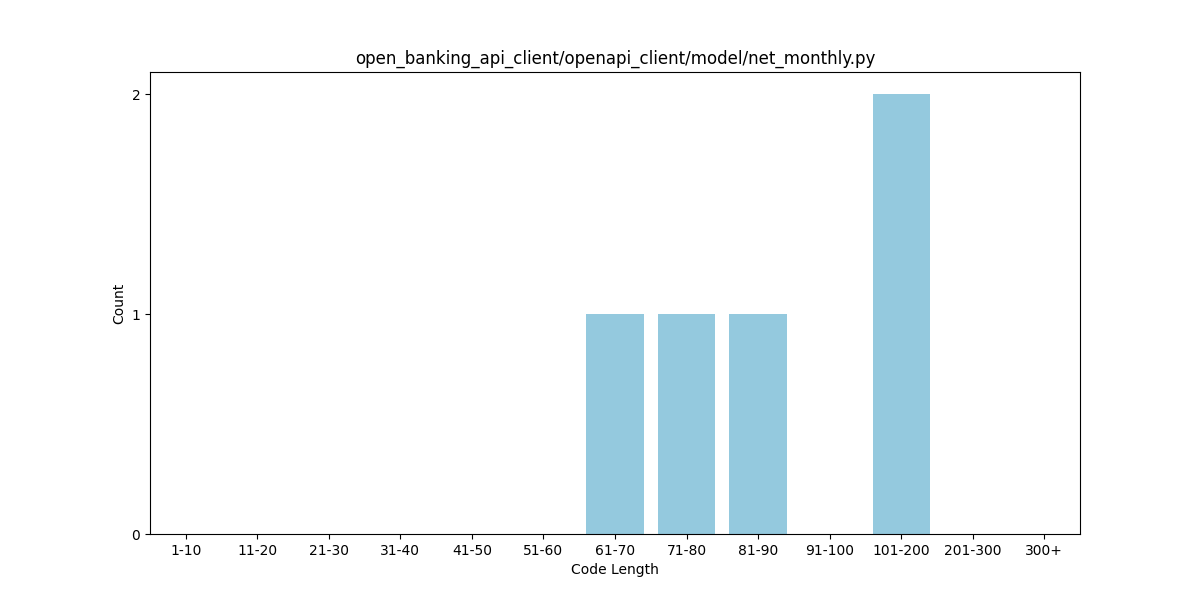 open_banking_api_client/openapi_client/model/net_monthly.py
2
1
0
Count
1-10 11-20 21-30 31-40 41-50 51-60 61-70 71-80 81-90 91-100 101-200 201-300 300+
Code Length